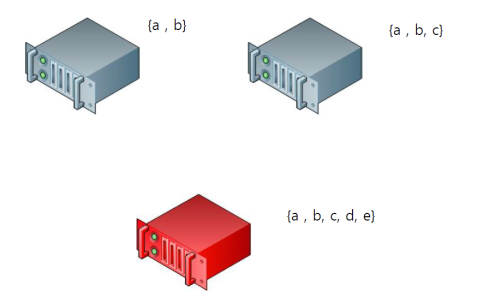 {a , b}
{a , b, c}
{a , b, c, d, e}